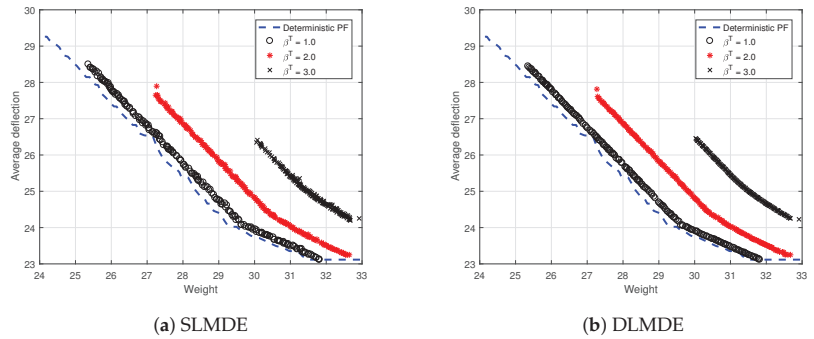 30
29
28
27
26
25
24
23
24 25 26 27 28 29 30 31 32 33
Average deflection
Weight
Deterministic PF
β^T = 1.0
β^T = 2.0
β^T = 3.0
(a) SLMDE
30
29
28
27
26
25
24
23
24 25 26 27 28 29 30 31 32 33
Average deflection
Weight
Deterministic PF
β^T = 1.0
β^T = 2.0
β^T = 3.0
(b) DLMDE